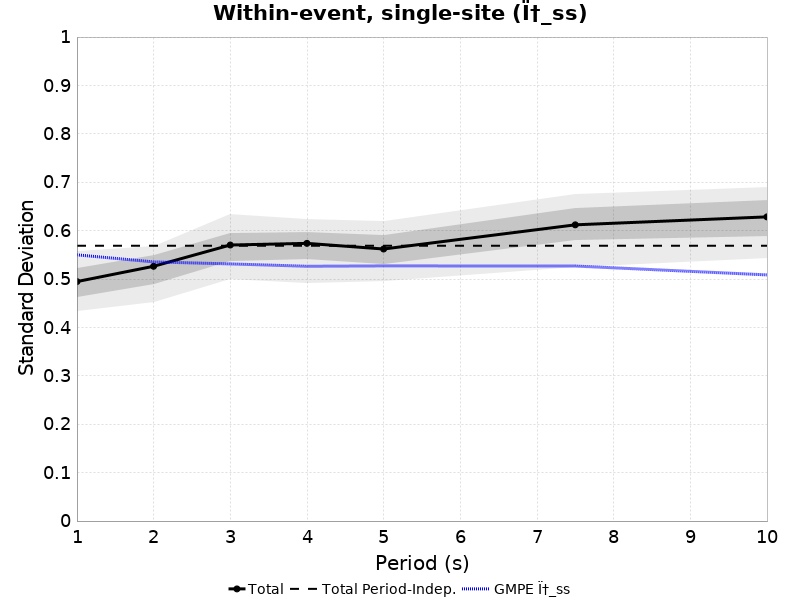 Within-event, single-site (Ï†_ss)
1
0.9
0.8
0.7
0.6
0.5
0.4
0.3
0.2
0.1
0
Standard Deviation
1 2 3 4 5 6 7 8 9 10
Period (s)
Total Total Period-Indep. GMPE Ï†_ss